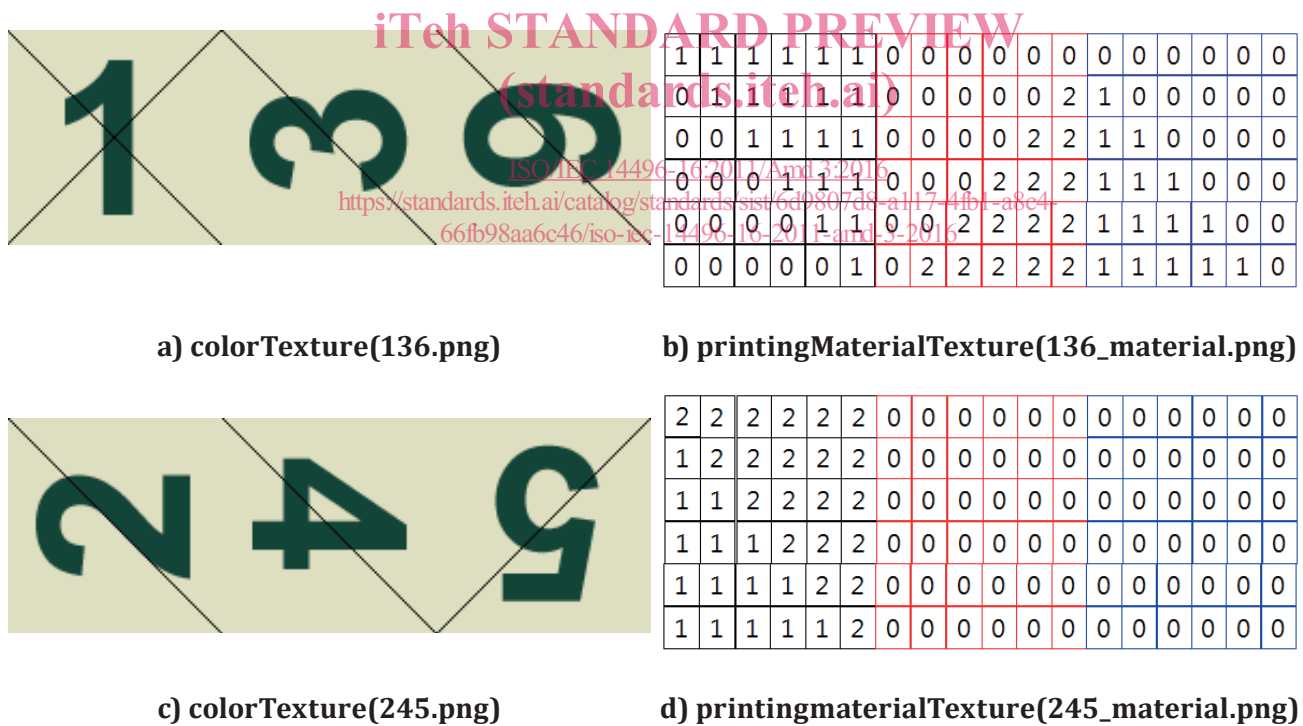 iTeh STANDARD PREVIEW
(standards.iteh.ai)
ISO/IEC 14496-16:2011/Amd 3:2016
https://standards.iteh.ai/catalog/standards/sist/6d9807d8-a117-4fb1-a8c4-
66fb98aa6c46/iso-iec-14496-16-2011-amd-3-2016
1 3 6
1 1 1 1 1 1 0 0 0 0 0 0 0 0 0 0 0 0
0 1 1 1 1 1 0 0 0 0 0 2 1 0 0 0 0 0
0 0 1 1 1 1 0 0 0 0 2 2 1 1 0 0 0 0
0 0 0 1 1 1 0 0 0 2 2 2 1 1 1 0 0 0
0 0 0 0 1 1 0 0 2 2 2 2 1 1 1 1 0 0
0 0 0 0 0 1 0 2 2 2 2 2 1 1 1 1 1 0
a) colorTexture(136.png)
b) printingMaterialTexture(136_material.png)
2 4 5
2 2 2 2 2 2 0 0 0 0 0 0 0 0 0 0 0 0
1 2 2 2 2 2 0 0 0 0 0 0 0 0 0 0 0 0
1 1 2 2 2 2 0 0 0 0 0 0 0 0 0 0 0 0
1 1 1 2 2 2 0 0 0 0 0 0 0 0 0 0 0 0
1 1 1 1 2 2 0 0 0 0 0 0 0 0 0 0 0 0
1 1 1 1 1 2 0 0 0 0 0 0 0 0 0 0 0 0
c) colorTexture(245.png)
d) printingmaterialTexture(245_material.png)